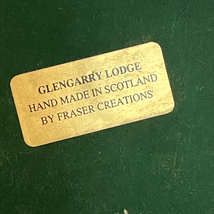 GLENGARRY LODGE
HAND MADE IN SCOTLAND
BY FRASER CREATIONS